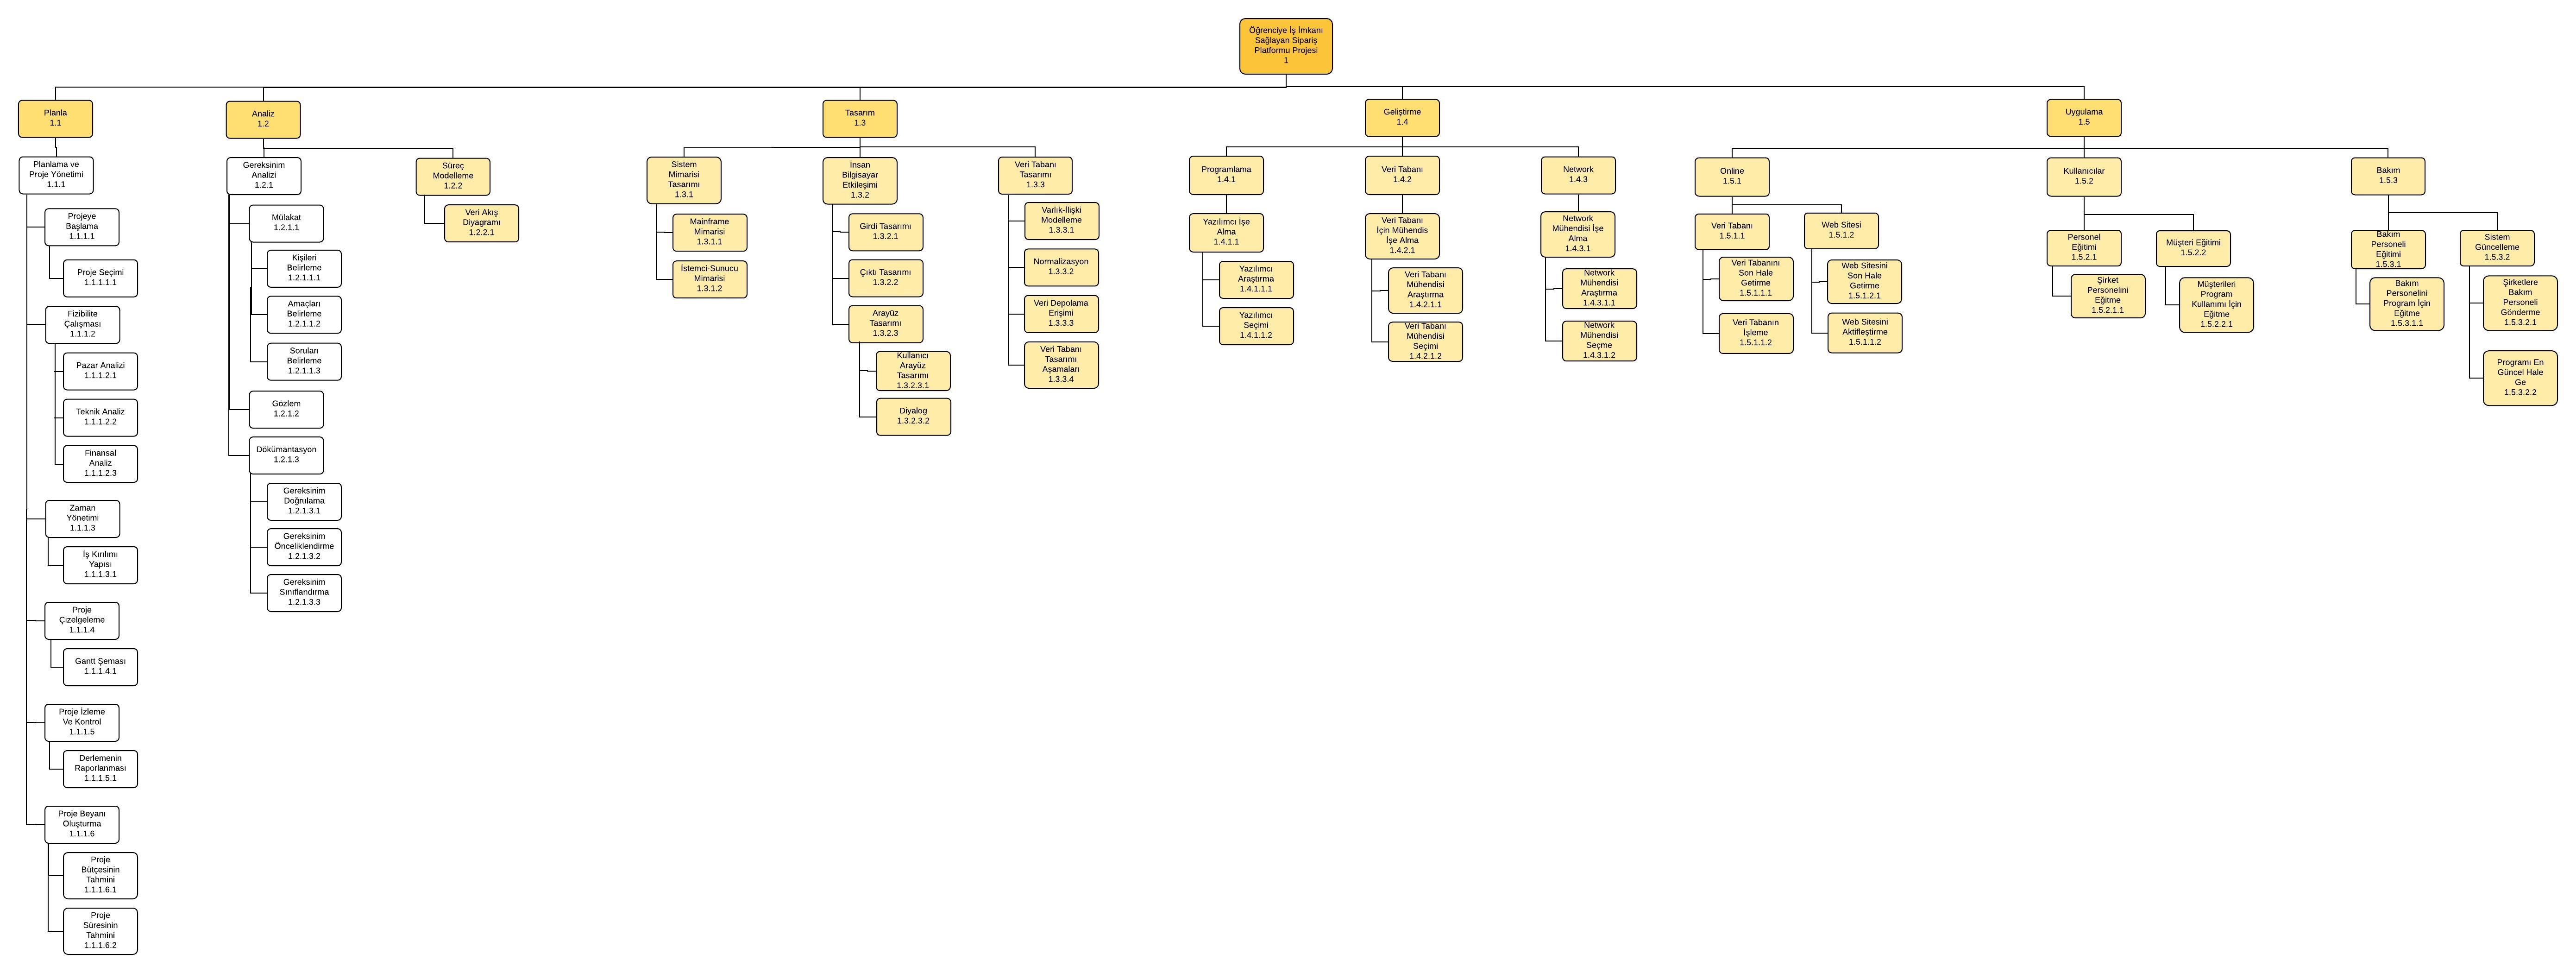 Öğrenciye İş İmkanı
Sağlayan Sipariş
Platformu Projesi
1
Planla
1.1
Planlama ve
Proje Yönetimi
1.1.1
Projeye
Başlama
1.1.1.1
Proje Seçimi
1.1.1.1.1
Fizibilite
Çalışması
1.1.1.2
Pazar Analizi
1.1.1.2.1
Teknik Analiz
1.1.1.2.2
Finansal
Analiz
1.1.1.2.3
Zaman
Yönetimi
1.1.1.3
İş Kırılımı
Yapısı
1.1.1.3.1
Proje
Çizelgeleme
1.1.1.4
Gantt Şeması
1.1.1.4.1
Proje İzleme
Ve Kontrol
1.1.1.5
Derlemenin
Raporlanması
1.1.1.5.1
Proje Beyanı
Oluşturma
1.1.1.6
Proje
Bütçesinin
Tahmini
1.1.1.6.1
Proje
Süresinin
Tahmini
1.1.1.6.2
Analiz
1.2
Gereksinim
Analizi
1.2.1
Mülakat
1.2.1.1
Kişileri
Belirleme
1.2.1.1.1
Amaçları
Belirleme
1.2.1.1.2
Soruları
Belirleme
1.2.1.1.3
Gözlem
1.2.1.2
Dökümantasyon
1.2.1.3
Gereksinim
Doğrulama
1.2.1.3.1
Gereksinim
Önceliklendirme
1.2.1.3.2
Gereksinim
Sınıflandırma
1.2.1.3.3
Süreç
Modelleme
1.2.2
Veri Akış
Diyagramı
1.2.2.1
Tasarım
1.3
Sistem
Mimarisi
Tasarımı
1.3.1
Mainframe
Mimarisi
1.3.1.1
İstemci-Sunucu
Mimarisi
1.3.1.2
İnsan
Bilgisayar
Etkileşimi
1.3.2
Girdi Tasarımı
1.3.2.1
Çıktı Tasarımı
1.3.2.2
Arayüz
Tasarımı
1.3.2.3
Kullanıcı
Arayüz
Tasarımı
1.3.2.3.1
Diyalog
1.3.2.3.2
Veri Tabanı
Tasarımı
1.3.3
Varlık-İlişki
Modelleme
1.3.3.1
Normalizasyon
1.3.3.2
Veri Depolama
Erişimi
1.3.3.3
Veri Tabanı
Tasarımı
Aşamaları
1.3.3.4
Geliştirme
1.4
Programlama
1.4.1
Yazılımcı İşe
Alma
1.4.1.1
Yazılımcı
Araştırma
1.4.1.1.1
Yazılımcı
Seçimi
1.4.1.1.2
Veri Tabanı
1.4.2
Veri Tabanı
İçin Mühendis
İşe Alma
1.4.2.1
Veri Tabanı
Mühendisi
Araştırma
1.4.2.1.1
Veri Tabanı
Mühendisi
Seçimi
1.4.2.1.2
Network
1.4.3
Network
Mühendisi İşe
Alma
1.4.3.1
Network
Mühendisi
Araştırma
1.4.3.1.1
Network
Mühendisi
Seçme
1.4.3.1.2
Uygulama
1.5
Online
1.5.1
Veri Tabanı
1.5.1.1
Veri Tabanını
Son Hale
Getirme
1.5.1.1.1
Veri Tabanın
İşleme
1.5.1.1.2
Web Sitesi
1.5.1.2
Web Sitesini
Son Hale
Getirme
1.5.1.2.1
Web Sitesini
Aktifleştirme
1.5.1.1.2
Kullanıcılar
1.5.2
Personel
Eğitimi
1.5.2.1
Şirket
Personelini
Eğitme
1.5.2.1.1
Müşteri Eğitimi
1.5.2.2
Müşterileri
Program
Kullanımı İçin
Eğitme
1.5.2.2.1
Bakım
1.5.3
Bakım
Personeli
Eğitimi
1.5.3.1
Bakım
Personelini
Program İçin
Eğitme
1.5.3.1.1
Sistem
Güncelleme
1.5.3.2
Şirketlere
Bakım
Personeli
Gönderme
1.5.3.2.1
Programı En
Güncel Hale
Ge
1.5.3.2.2